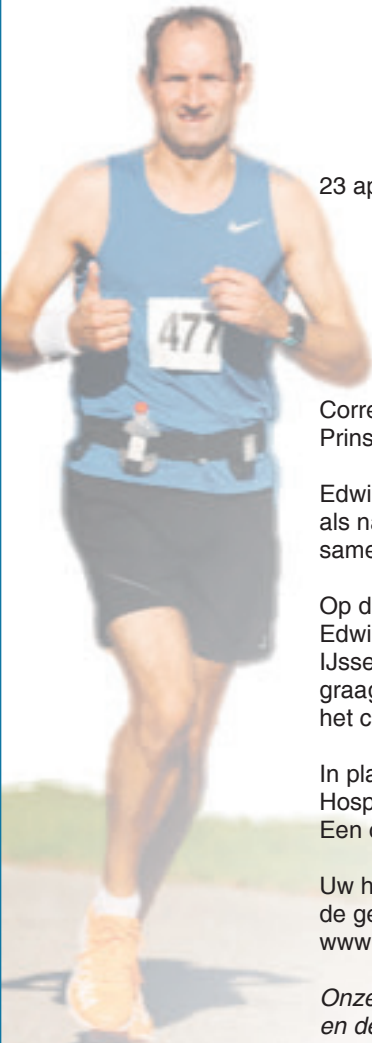 23 ap
477
Corre
Prins
Edwi
als na
same
Op d
Edwi
IJsse
graag
het c
In pla
Hosp
Een
Uw h
de ge
www
Onze
en de